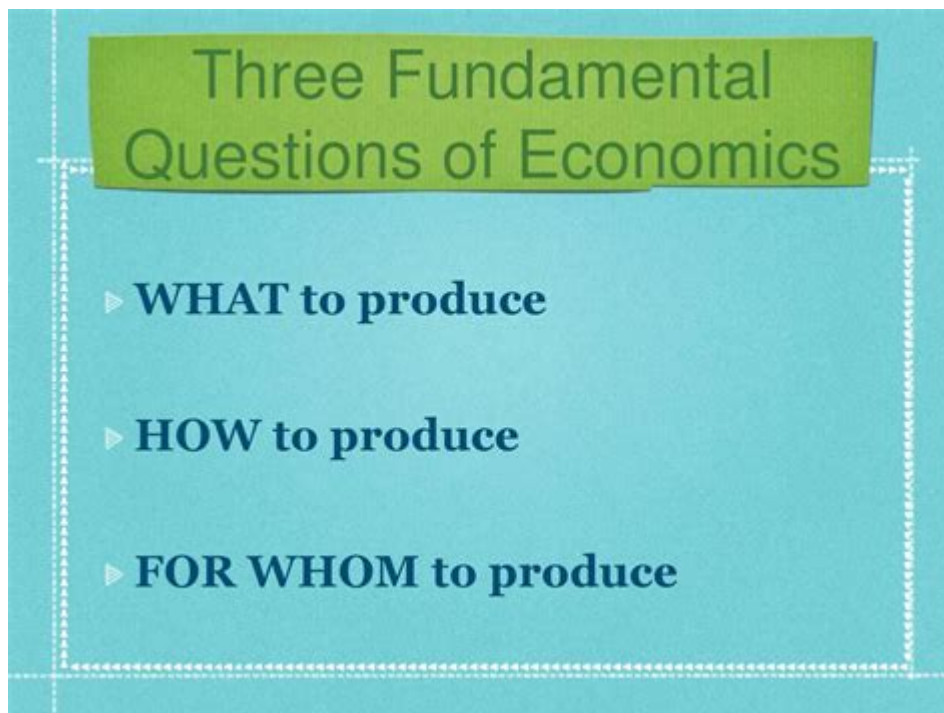 Three Fundamental
Questions of Economics
WHAT to produce
HOW to produce
FOR WHOM to produce